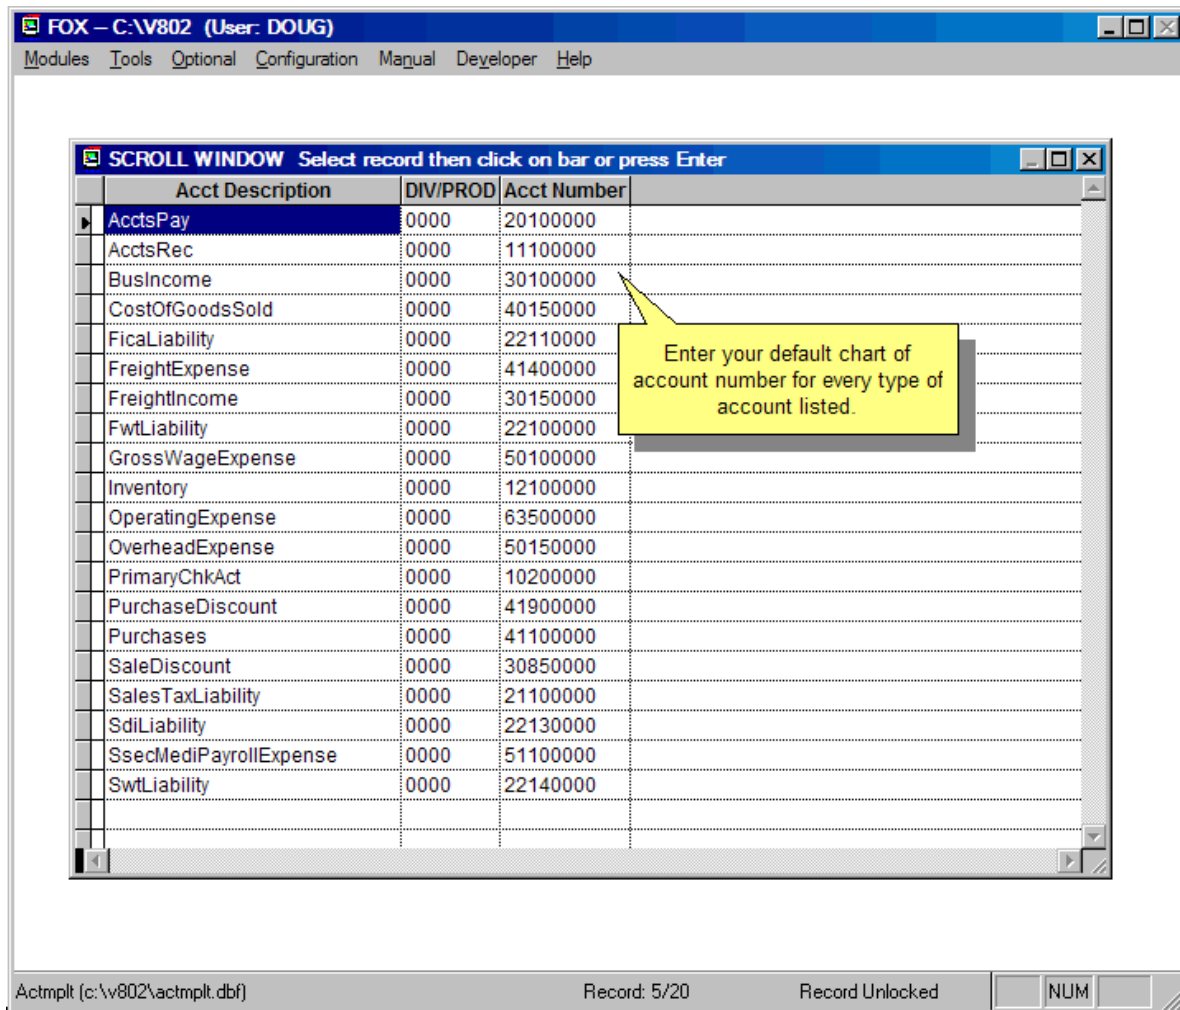 FOX – C:\V802 (User: DOUG)
Modules Tools Optional Configuration Manual Developer Help
SCROLL WINDOW Select record then click on bar or press Enter
Acct Description DIV/PROD Acct Number
AcctsPay 0000 20100000
AcctsRec 0000 11100000
BusIncome 0000 30100000
CostOfGoodsSold 0000 40150000
FicaLiability 0000 22110000
FreightExpense 0000 41400000
FreightIncome 0000 30150000
FwtLiability 0000 22100000
GrossWageExpense 0000 50100000
Inventory 0000 12100000
OperatingExpense 0000 63500000
OverheadExpense 0000 50150000
PrimaryChkAct 0000 10200000
PurchaseDiscount 0000 41900000
Purchases 0000 41100000
SaleDiscount 0000 30850000
SalesTaxLiability 0000 21100000
SdiLiability 0000 22130000
SsecMediPayrollExpense 0000 51100000
SwtLiability 0000 22140000
Enter your default chart of
account number for every type of
account listed.
Actmplt (c:\v802\actmplt.dbf) Record: 5/20 Record Unlocked NUM